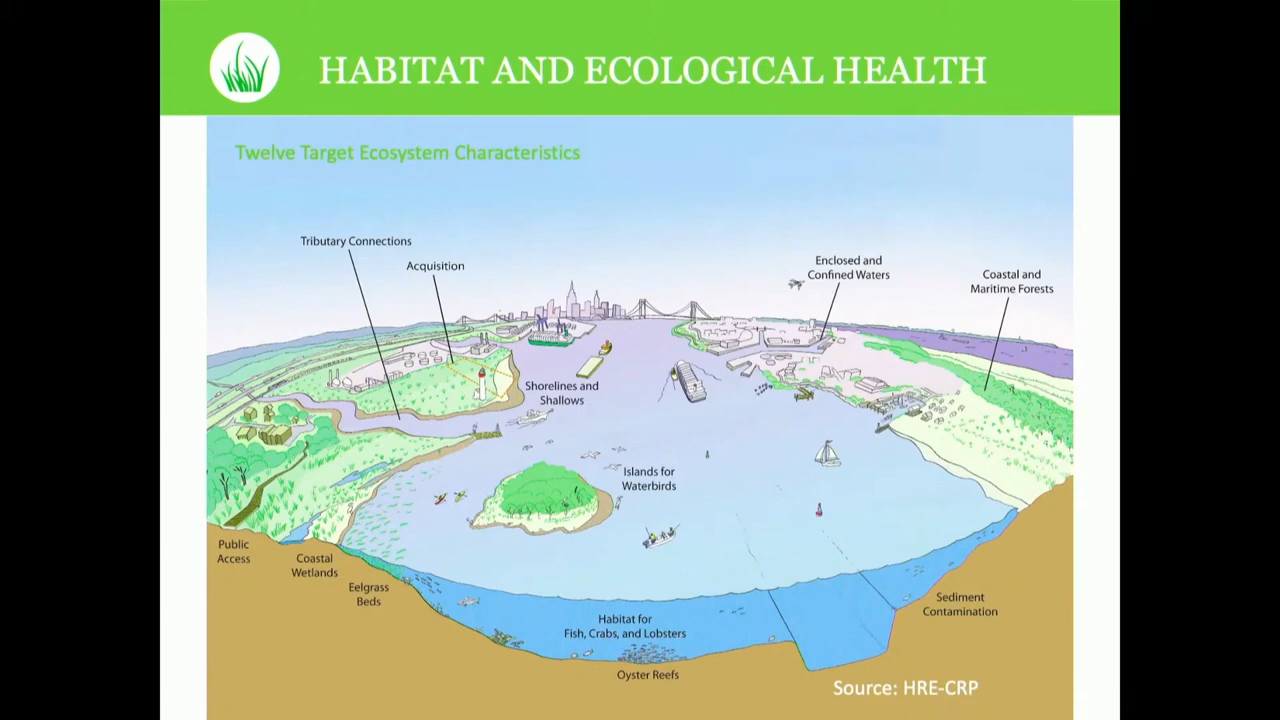 HABITAT AND ECOLOGICAL HEALTH
Twelve Target Ecosystem Characteristics
Tributary Connections
Acquisition
Enclosed and
Confined Waters
Coastal and
Maritime Forests
Shorelines and
Shallows
Islands for
Waterbirds
Public
Access
Coastal
Wetlands
Eelgrass
Beds
Habitat for
Fish, Crabs, and Lobsters
Oyster Reefs
Sediment
Contamination
Source: HRE-CRP